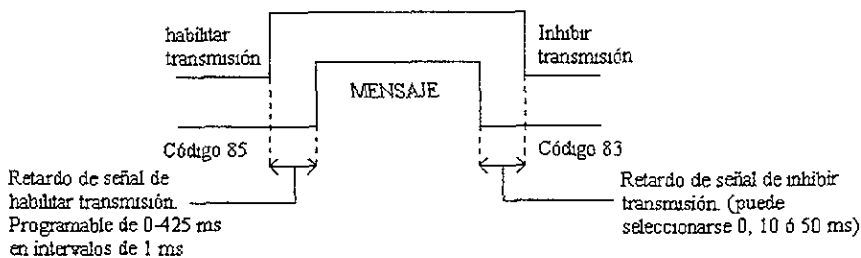 habilitar
transmisión
Inhibir
transmisión
MENSAJE
Código 85
Código 83
Retardo de señal de
habilitar transmisión.
Programable de 0-425 ms
en intervalos de 1 ms
Retardo de señal de inhibir
transmisión. (puede
seleccionarse 0, 10 ó 50 ms)